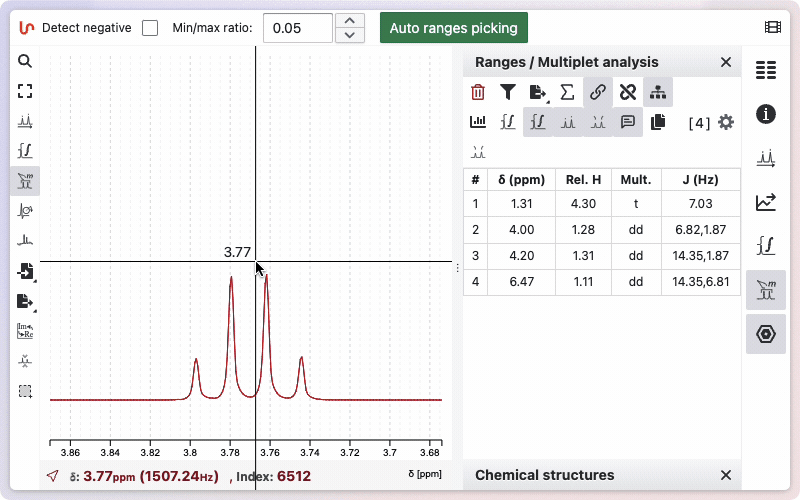 Detect negative Min/max ratio: 0.05 Auto ranges picking
Ranges / Multiplet analysis
[4]
# δ (ppm) Rel. H Mult. J (Hz)
1 1.31 4.30 t 7.03
2 4.00 1.28 dd 6.82,1.87
3 4.20 1.31 dd 14.35,1.87
4 6.47 1.11 dd 14.35,6.81
3.77
3.86 3.84 3.82 3.8 3.78 3.76 3.74 3.72 3.7 3.68
δ: 3.77ppm (1507.24Hz) , Index: 6512
δ [ppm]
Chemical structures